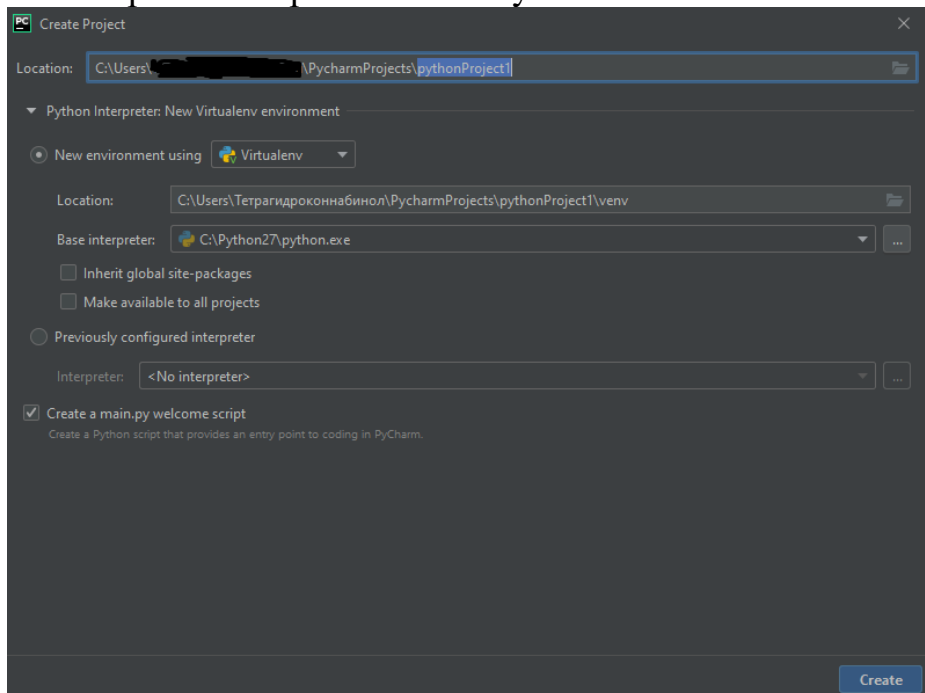 PC Create Project
Location: C:\Users\ \PycharmProjects\pythonProject1
Python Interpreter: New Virtualenv environment
New environment using Virtualenv
Location: C:\Users\Тетрагидроконнабинол\PycharmProjects\pythonProject1\venv
Base interpreter: C:\Python27\python.exe ...
Inherit global site-packages
Make available to all projects
Previously configured interpreter
Interpreter: <No interpreter> ...
Create a main.py welcome script
Create a Python script that provides an entry point to coding in PyCharm.
Create